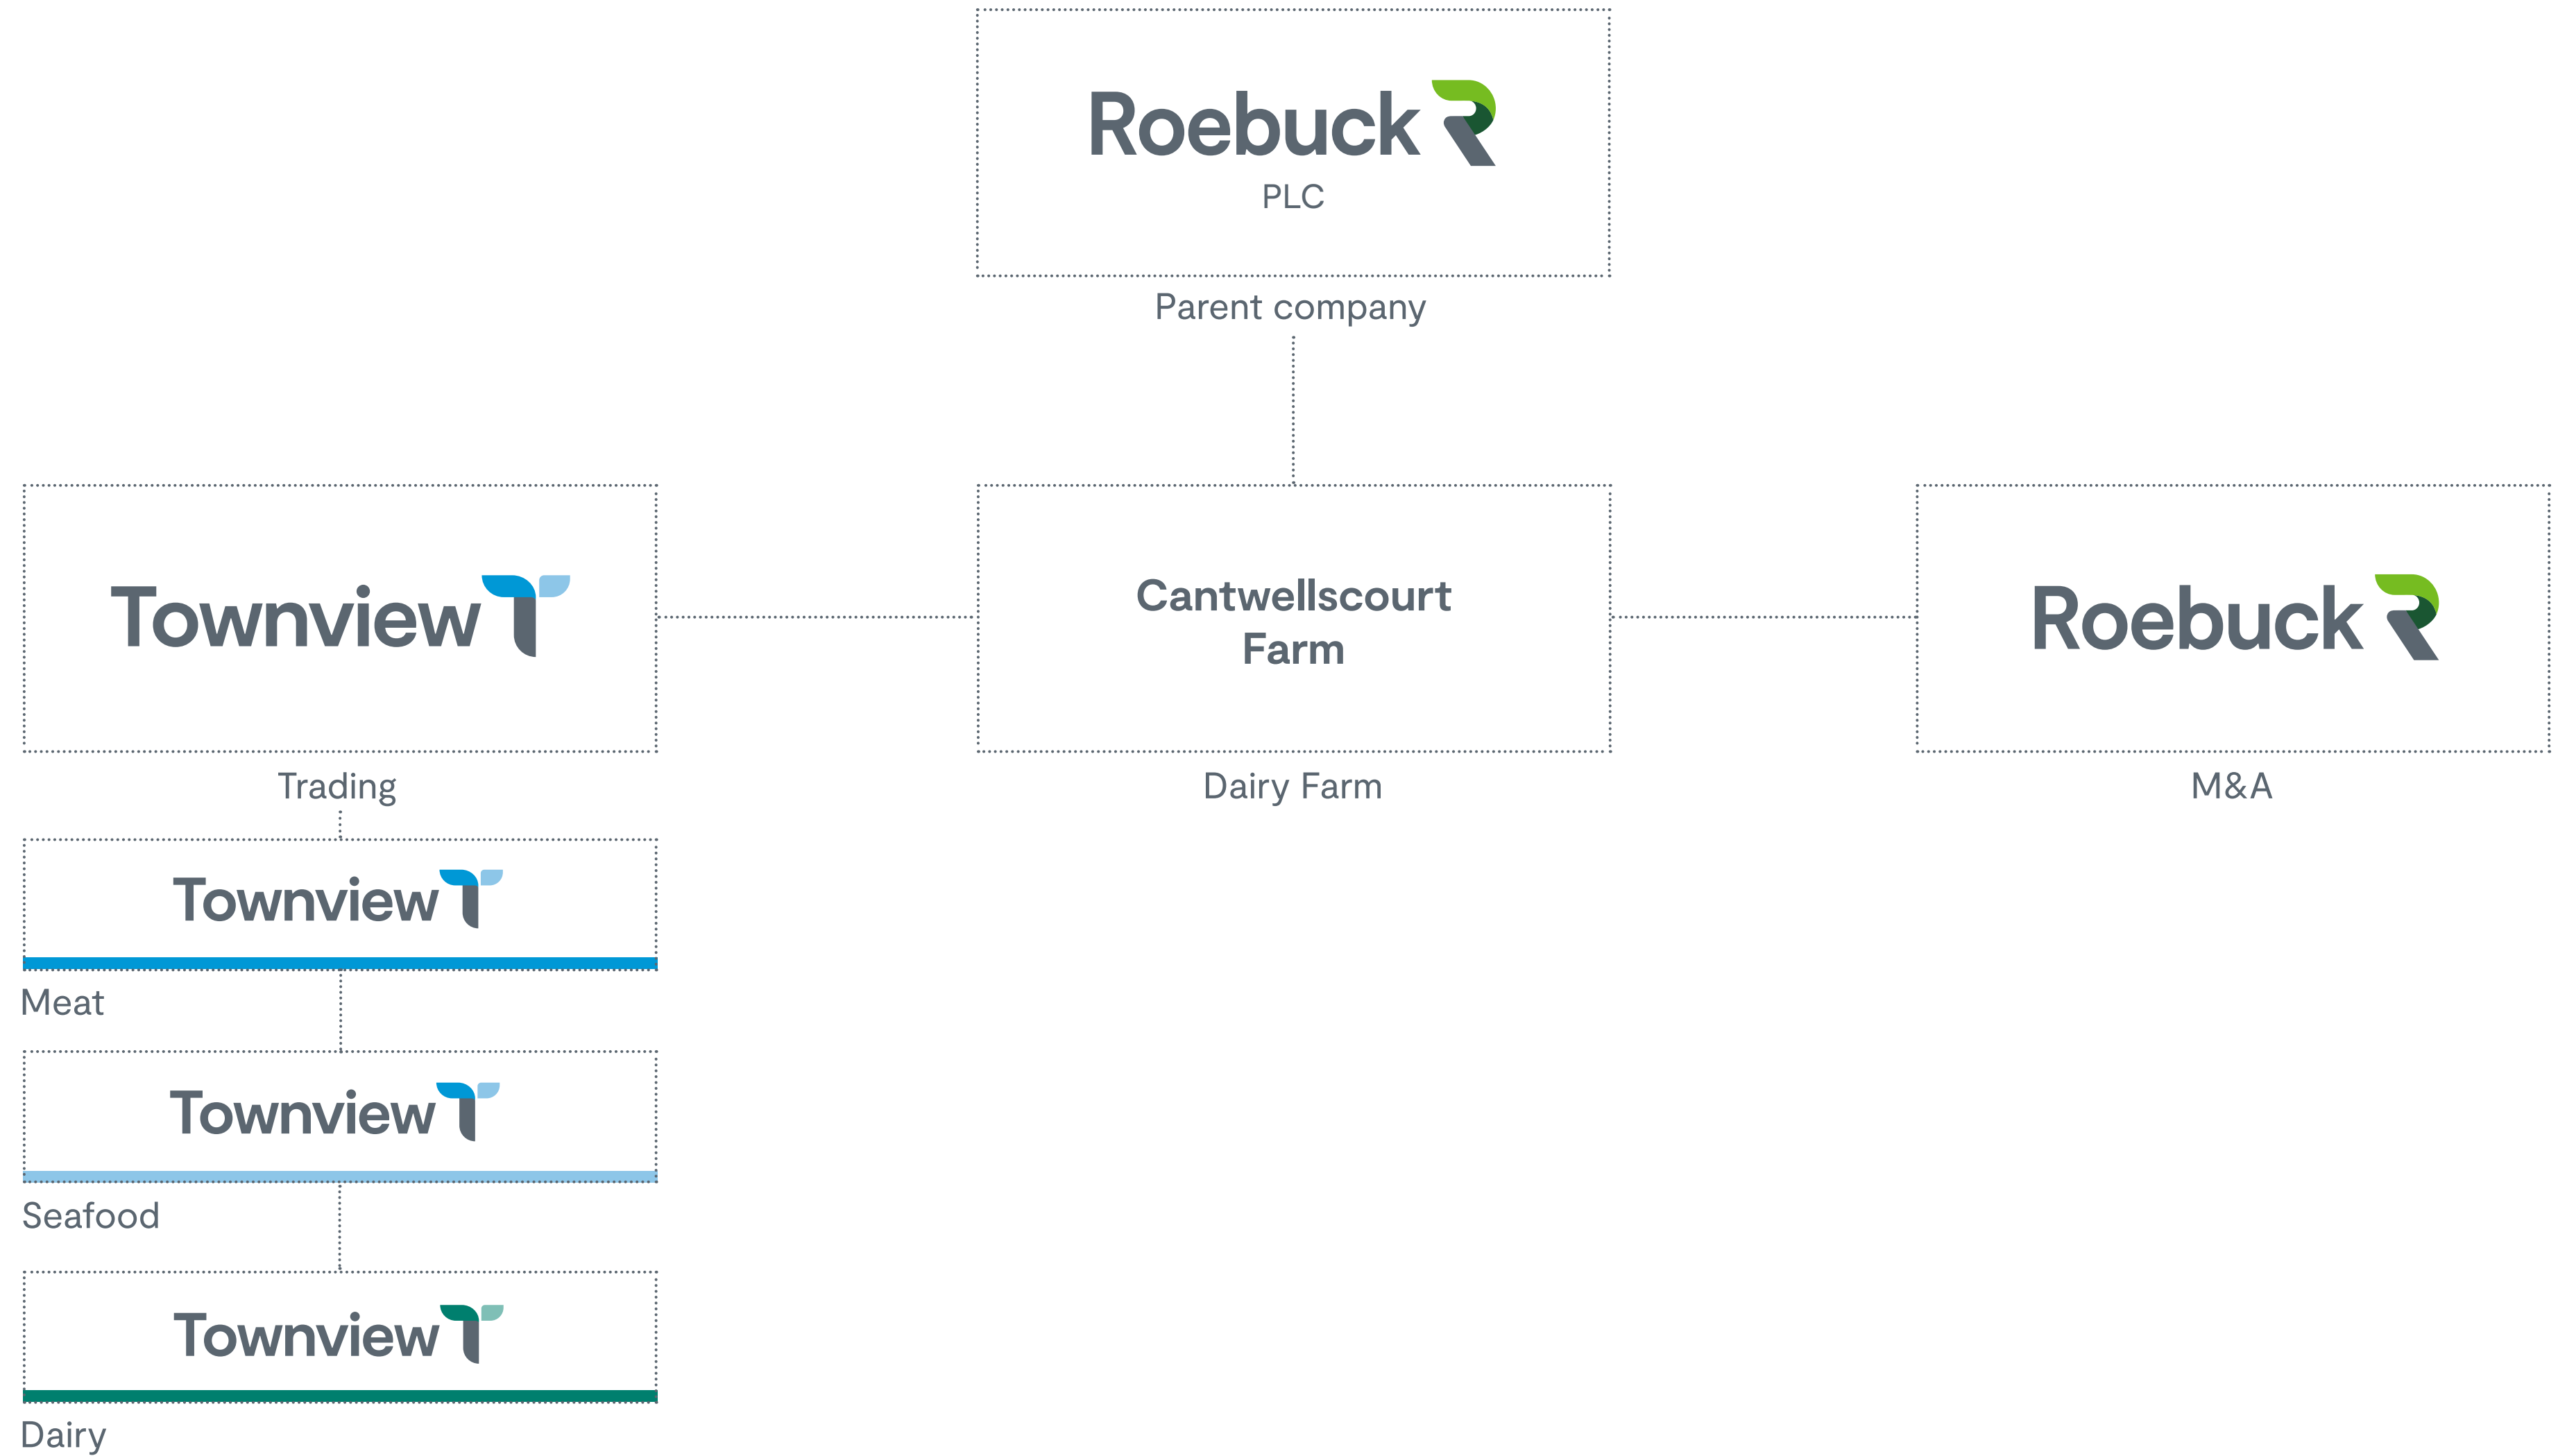 Roebuck
PLC
Parent company
Townview
Cantwellscourt
Farm
Roebuck
Trading
Dairy Farm
M&A
Townview
Meat
Townview
Seafood
Townview
Dairy